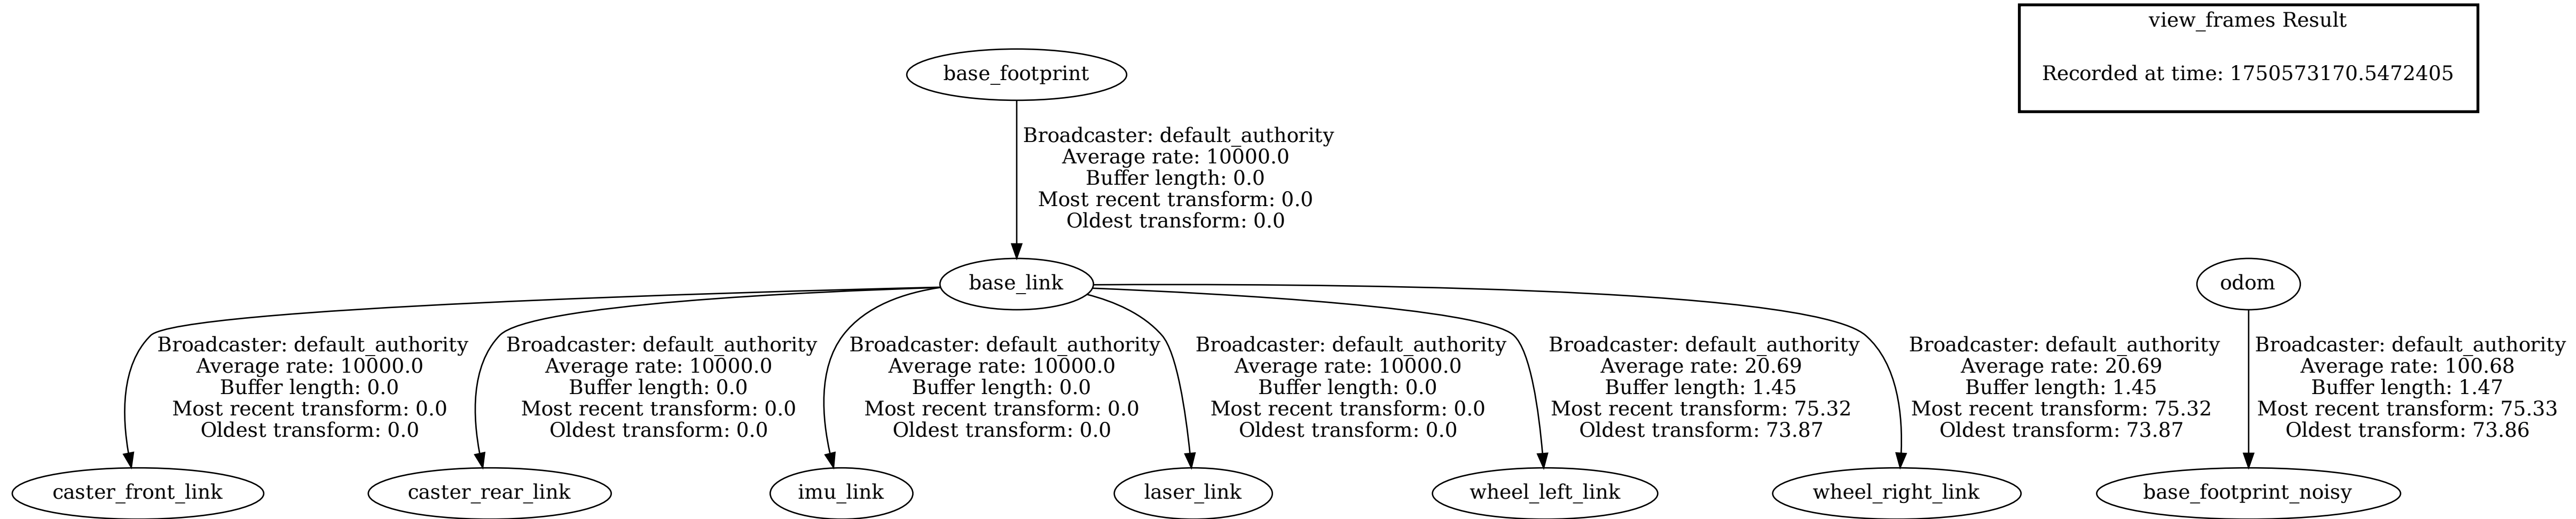 view_frames Result
Recorded at time: 1750573170.5472405
base_footprint
Broadcaster: default_authority
Average rate: 10000.0
Buffer length: 0.0
Most recent transform: 0.0
Oldest transform: 0.0
base_link
odom
Broadcaster: default_authority
Average rate: 10000.0
Buffer length: 0.0
Most recent transform: 0.0
Oldest transform: 0.0
Broadcaster: default_authority
Average rate: 10000.0
Buffer length: 0.0
Most recent transform: 0.0
Oldest transform: 0.0
Broadcaster: default_authority
Average rate: 10000.0
Buffer length: 0.0
Most recent transform: 0.0
Oldest transform: 0.0
Broadcaster: default_authority
Average rate: 10000.0
Buffer length: 0.0
Most recent transform: 0.0
Oldest transform: 0.0
Broadcaster: default_authority
Average rate: 20.69
Buffer length: 1.45
Most recent transform: 75.32
Oldest transform: 73.87
Broadcaster: default_authority
Average rate: 20.69
Buffer length: 1.45
Most recent transform: 75.32
Oldest transform: 73.87
Broadcaster: default_authority
Average rate: 100.68
Buffer length: 1.47
Most recent transform: 75.33
Oldest transform: 73.86
caster_front_link
caster_rear_link
imu_link
laser_link
wheel_left_link
wheel_right_link
base_footprint_noisy